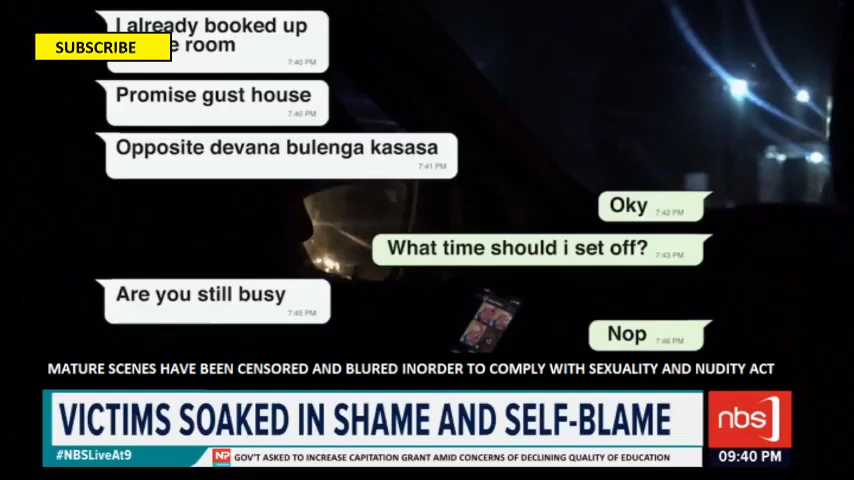 I already booked up
SUBSCRIBE
e room
7:40 PM
Promise gust house
7:40 PM
Opposite devana bulenga kasasa
7:41 PM
Oky
7:42 PM
What time should i set off?
7:43 PM
Are you still busy
7:45 PM
Nop
7:46 PM
MATURE SCENES HAVE BEEN CENSORED AND BLURED INORDER TO COMPLY WITH SEXUALITY AND NUDITY ACT
VICTIMS SOAKED IN SHAME AND SELF-BLAME
nbs
#NBSLiveAt9
NP
GOV'T ASKED TO INCREASE CAPITATION GRANT AMID CONCERNS OF DECLINING QUALITY OF EDUCATION
09:40 PM